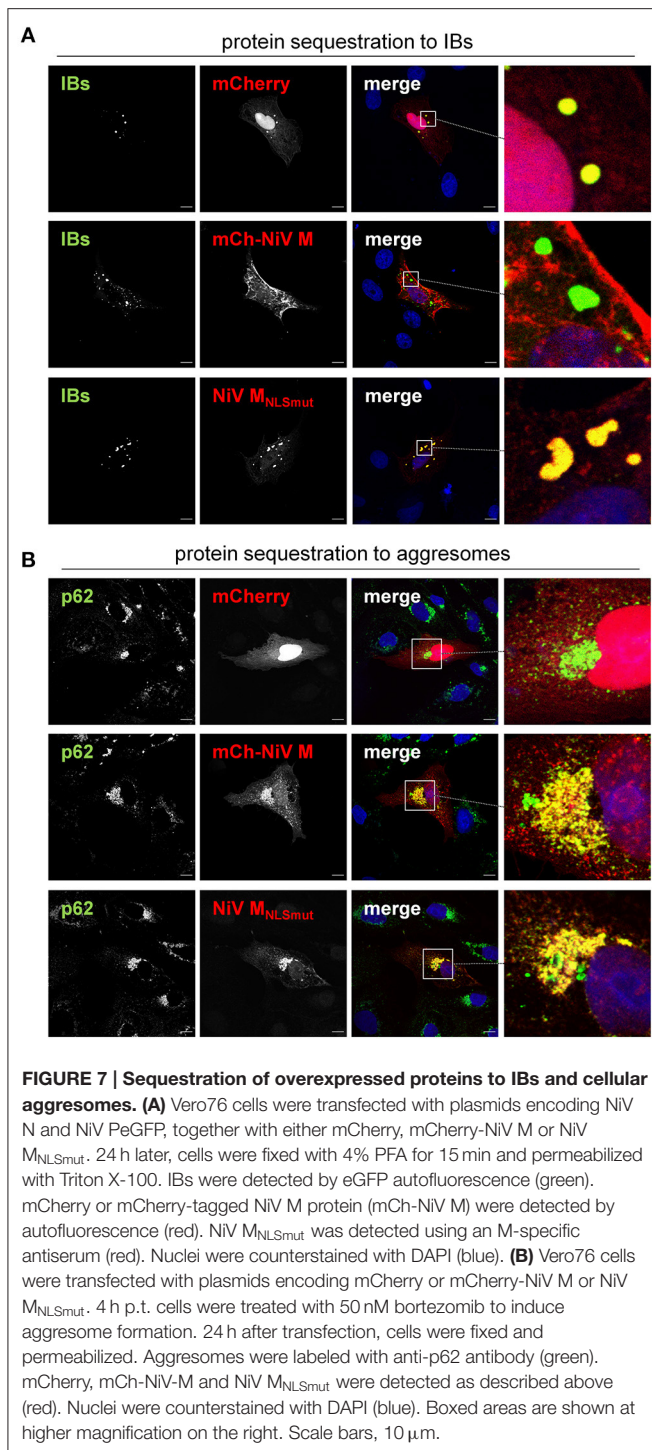 A
protein sequestration to IBs
IBs
mCherry
merge
IBs
mCh-NiV M
merge
IBs
NiV MNLSmut
merge
B
protein sequestration to aggresomes
p62
mCherry
merge
p62
mCh-NiV M
merge
p62
NiV MNLSmut
merge
FIGURE 7 | Sequestration of overexpressed proteins to IBs and cellular
aggresomes. (A) Vero76 cells were transfected with plasmids encoding NiV
N and NiV PeGFP, together with either mCherry, mCherry-NiV M or NiV
MNLSmut. 24 h later, cells were fixed with 4% PFA for 15 min and permeabilized
with Triton X-100. IBs were detected by eGFP autofluorescence (green).
mCherry or mCherry-tagged NiV M protein (mCh-NiV M) were detected by
autofluorescence (red). NiV MNLSmut was detected using an M-specific
antiserum (red). Nuclei were counterstained with DAPI (blue). (B) Vero76 cells
were transfected with plasmids encoding mCherry or mCherry-NiV M or NiV
MNLSmut. 4 h p.t. cells were treated with 50 nM bortezomib to induce
aggresome formation. 24 h after transfection, cells were fixed and
permeabilized. Aggresomes were labeled with anti-p62 antibody (green).
mCherry, mCh-NiV-M and NiV MNLSmut were detected as described above
(red). Nuclei were counterstained with DAPI (blue). Boxed areas are shown at
higher magnification on the right. Scale bars, 10 μm.